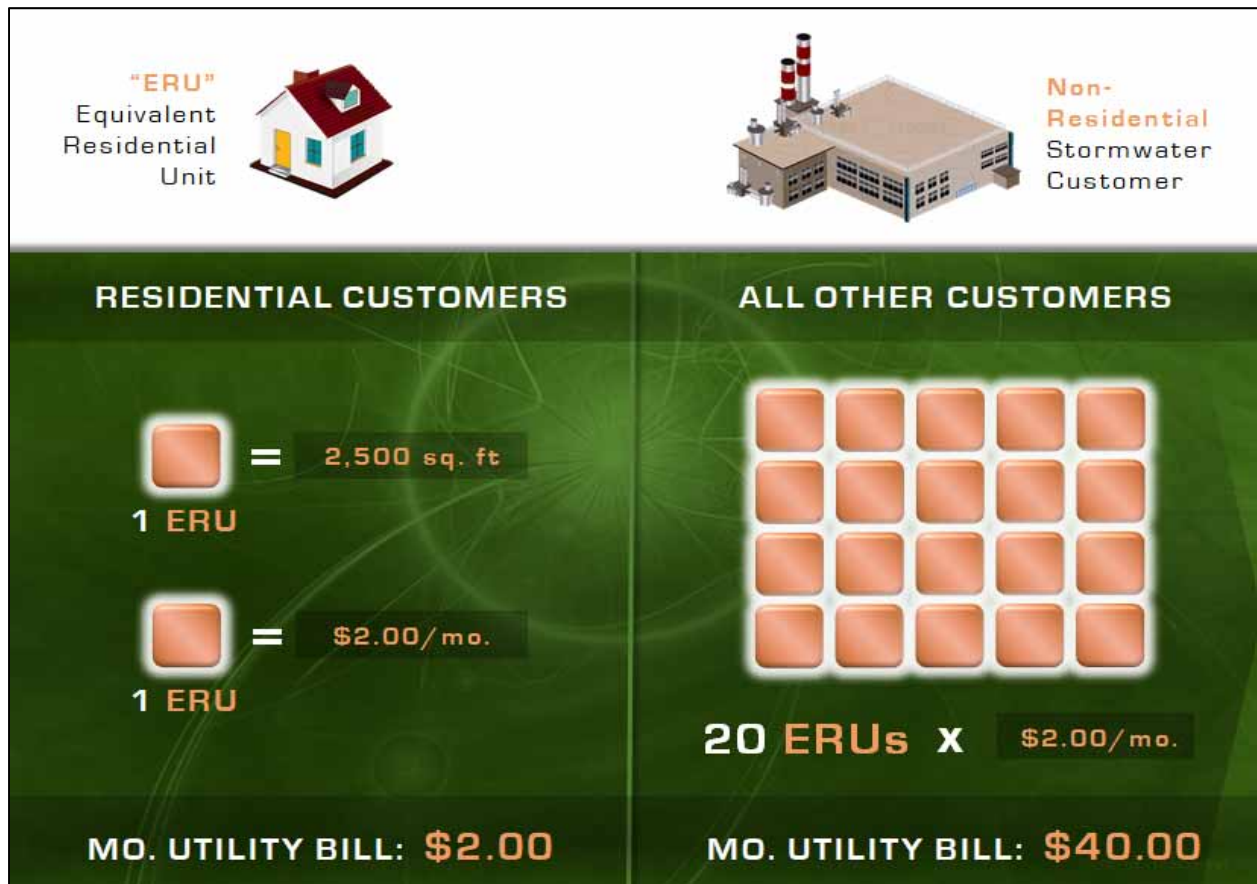 "ERU"
Equivalent
Residential
Unit
Non-
Residential
Stormwater
Customer
RESIDENTIAL CUSTOMERS
= 2,500 sq. ft
1 ERU
= $2.00/mo.
1 ERU
MO. UTILITY BILL: $2.00
ALL OTHER CUSTOMERS
20 ERUs x $2.00/mo.
MO. UTILITY BILL: $40.00